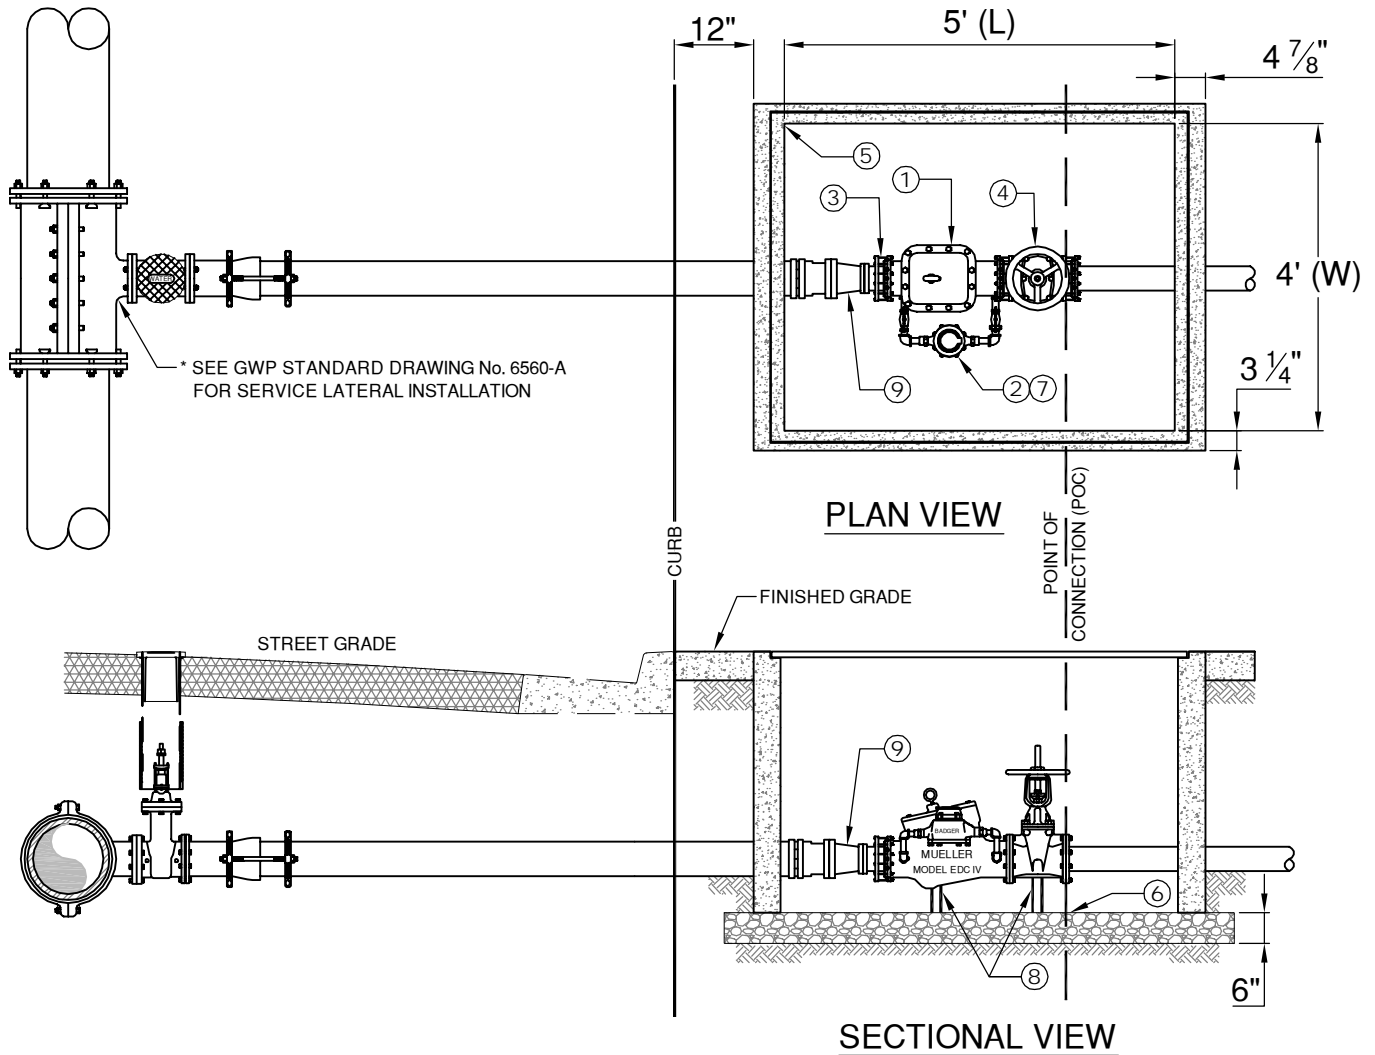 12"
5' (L)
4 7/8"
5
1
3
4
WATER
4' (W)
* SEE GWP STANDARD DRAWING No. 6560-A
FOR SERVICE LATERAL INSTALLATION
9
2 7
3 1/4"
PLAN VIEW
CURB
POINT OF
CONNECTION (POC)
FINISHED GRADE
STREET GRADE
9
BADGER
MUELLER
MODEL EDC IV
6
8
6"
SECTIONAL VIEW